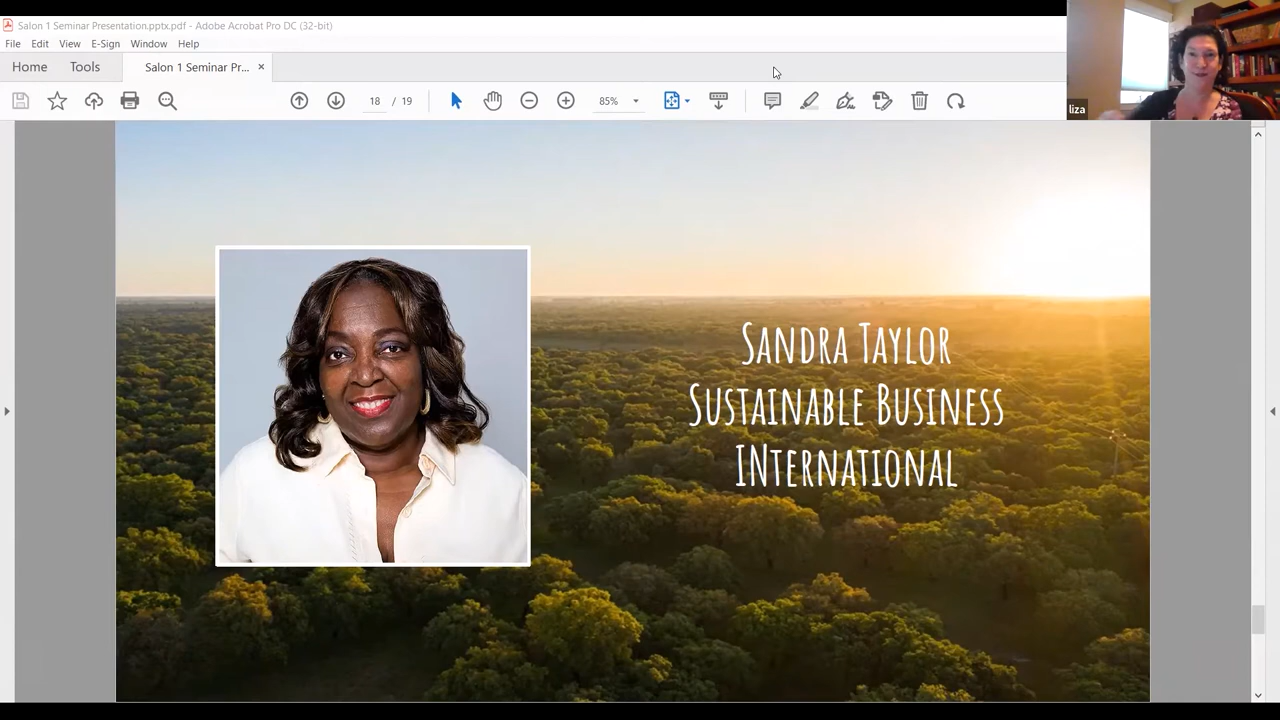 Salon 1 Seminar Presentation.pptx.pdf - Adobe Acrobat Pro DC (32-bit)
File Edit View E-Sign Window Help
Home Tools Salon 1 Seminar Pr... ×
18 / 19 85%
liza
SANDRA TAYLOR
SUSTAINABLE BUSINESS
INTERNATIONAL